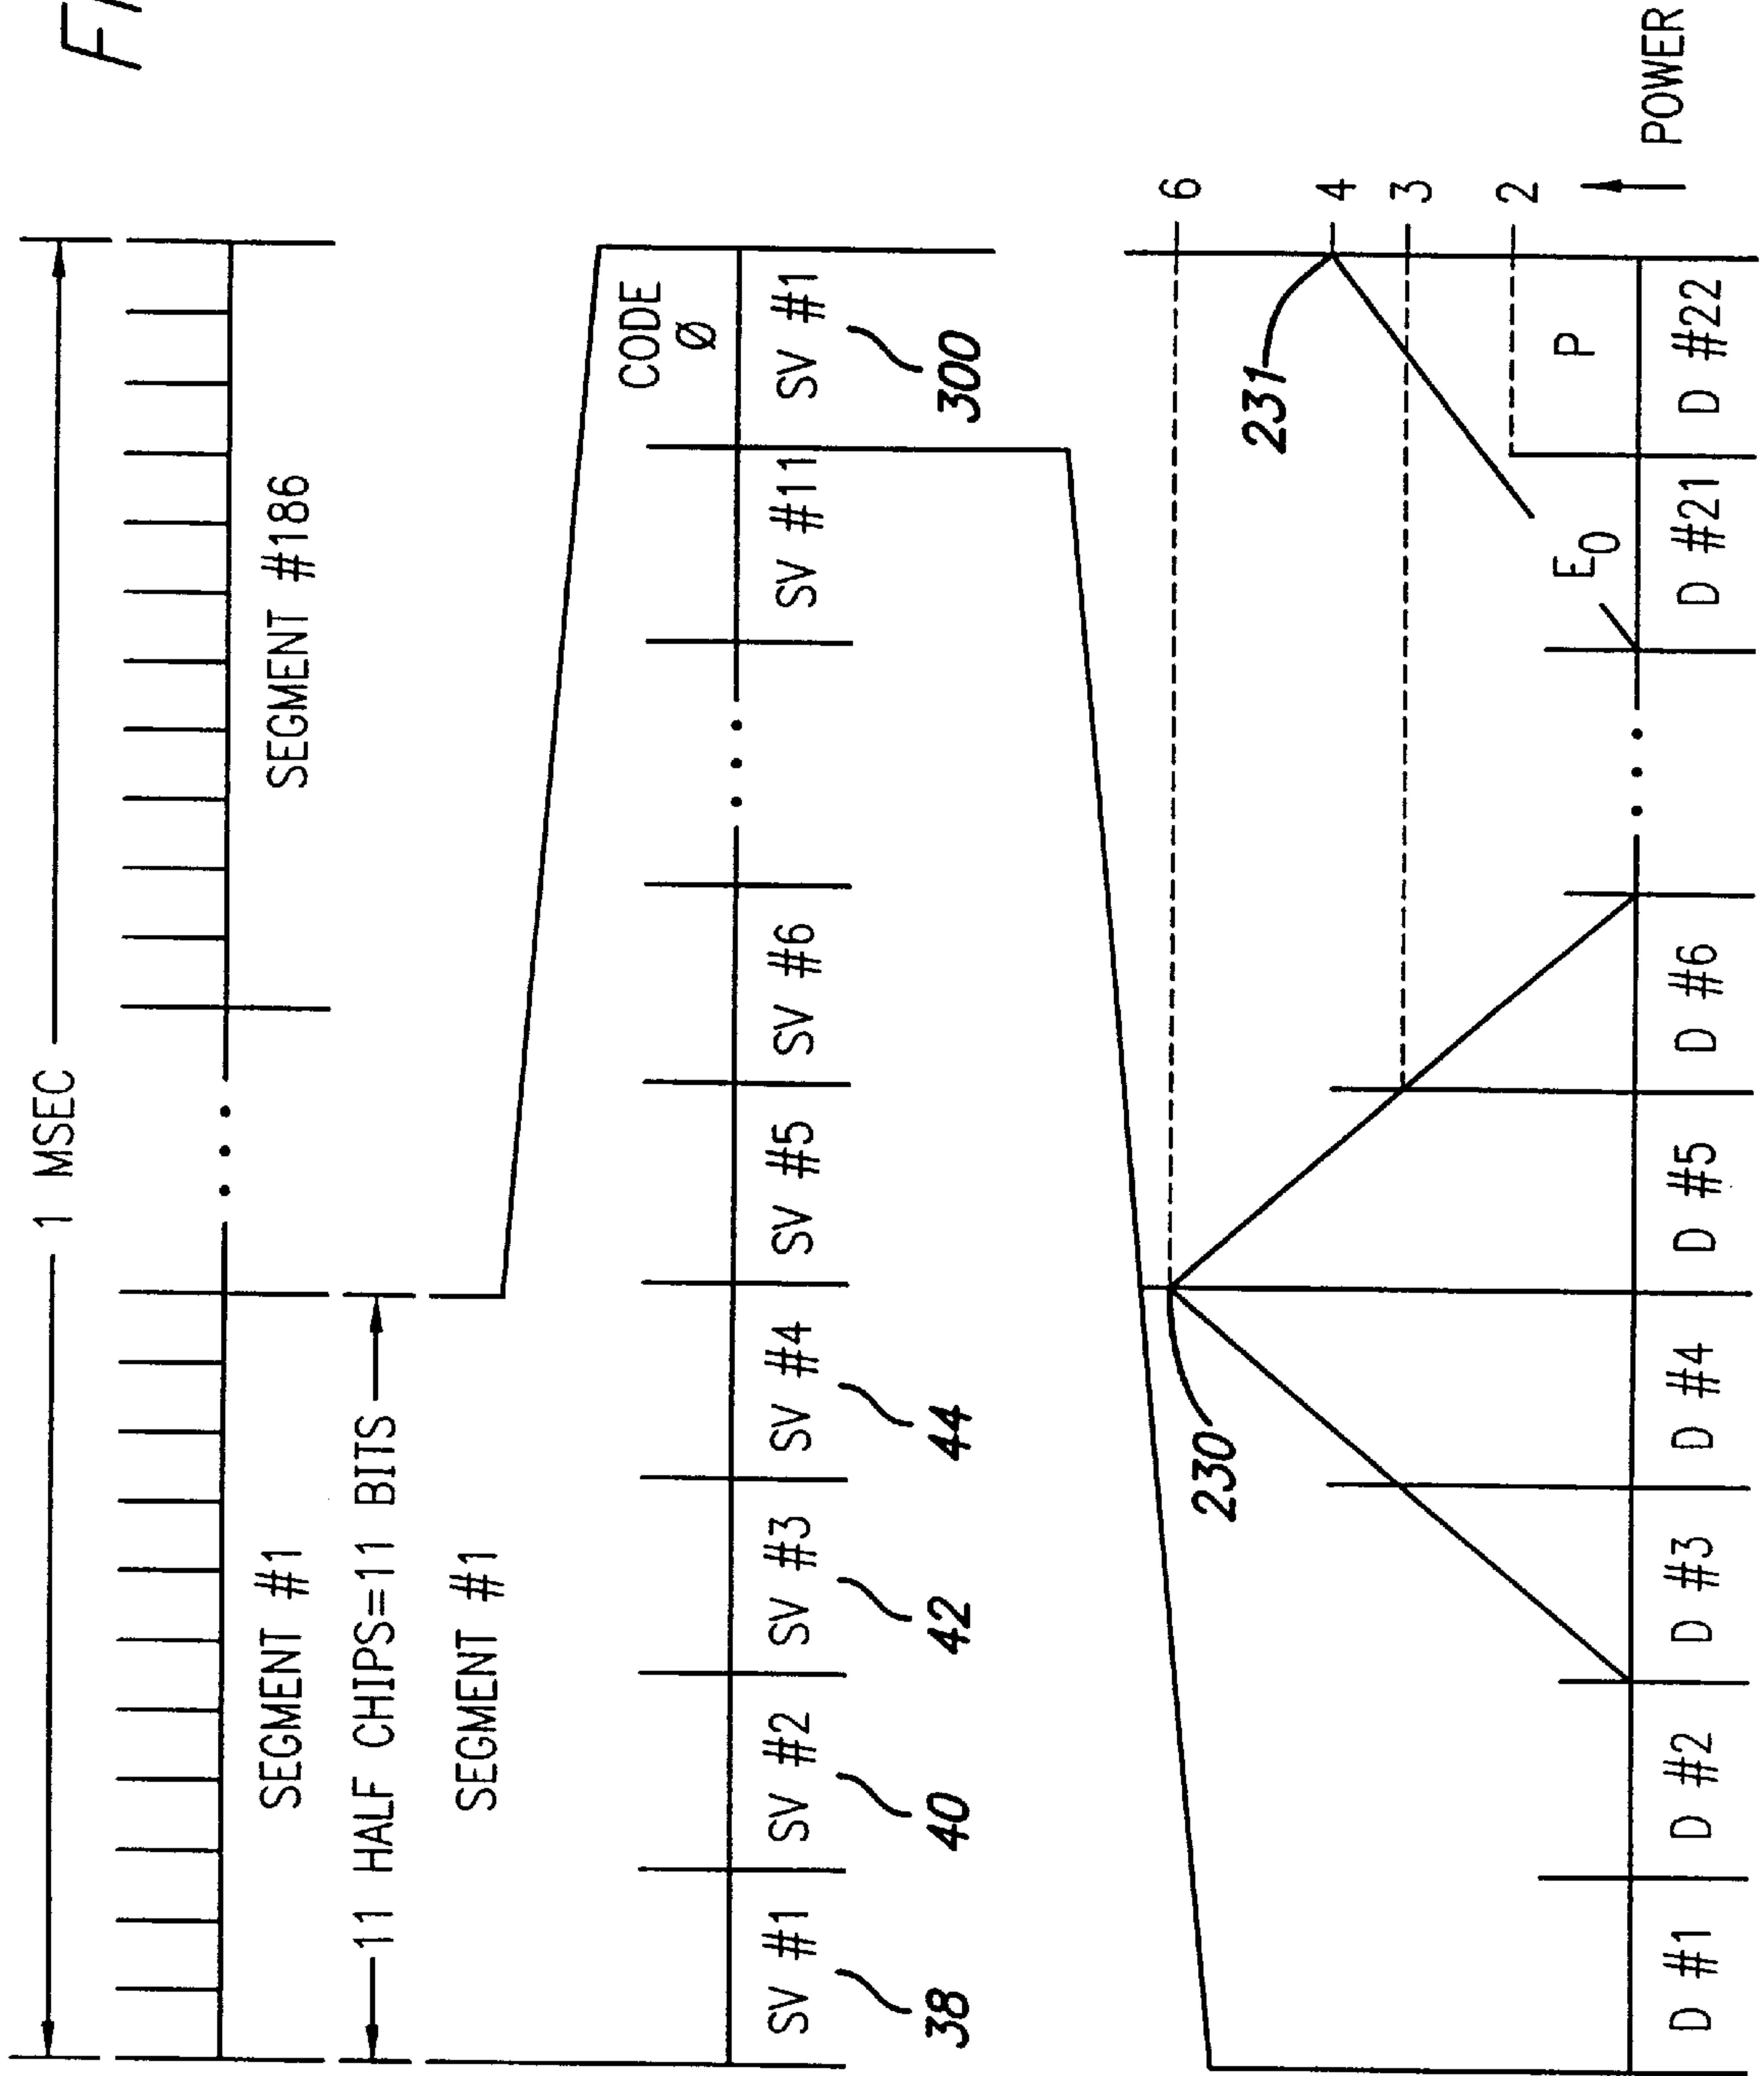 1 MSEC
SEGMENT #1
SEGMENT #186
11 HALF CHIPS=11 BITS
SEGMENT #1
CODE
Ø
SV #1
SV #2
SV #3
SV #4
SV #5
SV #6
SV #11
SV #1
38
40
42
44
300
230
231
6
4
3
2
P
E0
POWER
D #1
D #2
D #3
D #4
D #5
D #6
D #21
D #22